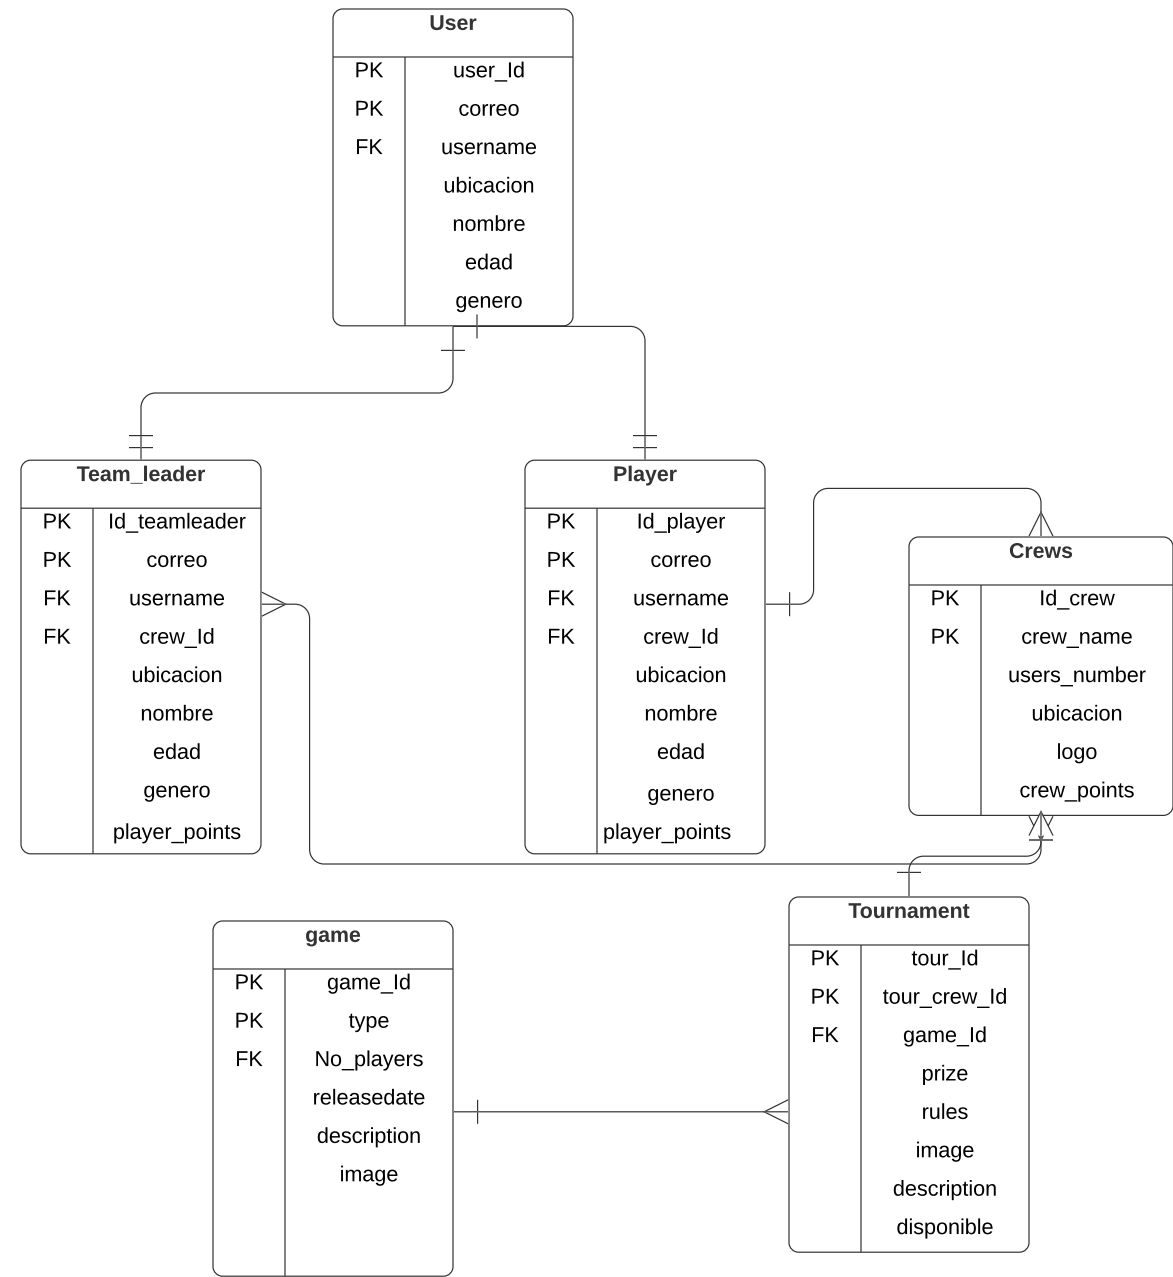 User
PK user_Id
PK correo
FK username
ubicacion
nombre
edad
genero
Team_leader
PK Id_teamleader
PK correo
FK username
FK crew_Id
ubicacion
nombre
edad
genero
player_points
Player
PK Id_player
PK correo
FK username
FK crew_Id
ubicacion
nombre
edad
genero
player_points
Crews
PK Id_crew
PK crew_name
users_number
ubicacion
logo
crew_points
game
PK game_Id
PK type
FK No_players
releasedate
description
image
Tournament
PK tour_Id
PK tour_crew_Id
FK game_Id
prize
rules
image
description
disponible